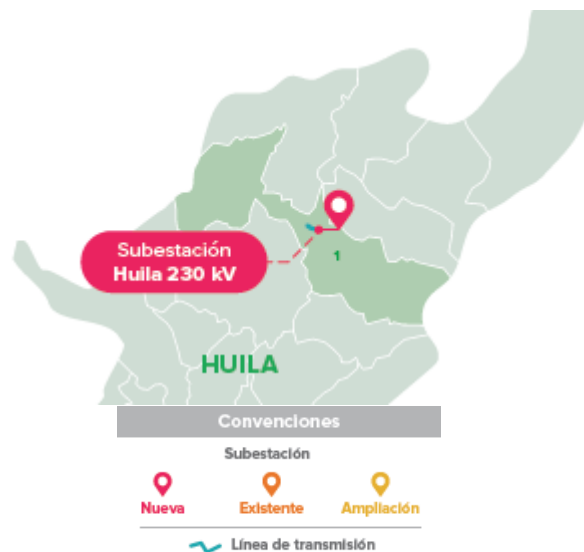 Subestación
Huila 230 kV
1
HUILA
Convenciones
Subestación
Nueva Existente Ampliación
Línea de transmisión